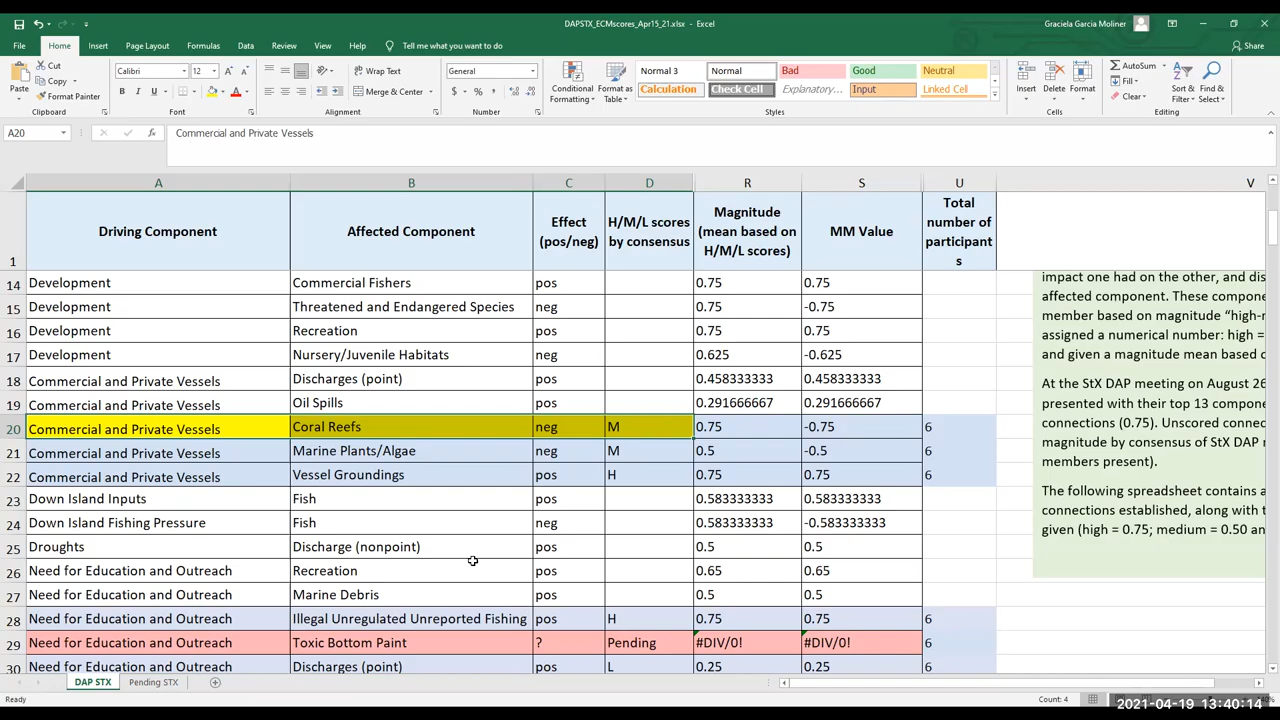 DAPSTX_ECMscores_Apr15_21.xlsx - Excel
Graciela Garcia Moliner
File Home Insert Page Layout Formulas Data Review View Help Tell me what you want to do Share
Paste Cut Copy Format Painter Clipboard
Calibri 12 B I U A Font
Wrap Text Merge & Center Alignment
General $ % , Number
Conditional Formatting Format as Table
Normal 3 Normal Bad Good Neutral
Calculation Check Cell Explanatory... Input Linked Cell
Styles
Insert Delete Format Cells
AutoSum Fill Clear Sort & Filter Find & Select Editing
A20 fx Commercial and Private Vessels
A B C D R S U V
1 Driving Component Affected Component Effect (pos/neg) H/M/L scores by consensus Magnitude (mean based on H/M/L scores) MM Value Total number of participants
14 Development Commercial Fishers pos 0.75 0.75
15 Development Threatened and Endangered Species neg 0.75 -0.75
16 Development Recreation pos 0.75 0.75
17 Development Nursery/Juvenile Habitats neg 0.625 -0.625
18 Commercial and Private Vessels Discharges (point) pos 0.458333333 0.458333333
19 Commercial and Private Vessels Oil Spills pos 0.291666667 0.291666667
20 Commercial and Private Vessels Coral Reefs neg M 0.75 -0.75 6
21 Commercial and Private Vessels Marine Plants/Algae neg M 0.5 -0.5 6
22 Commercial and Private Vessels Vessel Groundings pos H 0.75 0.75 6
23 Down Island Inputs Fish pos 0.583333333 0.583333333
24 Down Island Fishing Pressure Fish neg 0.583333333 -0.583333333
25 Droughts Discharge (nonpoint) pos 0.5 0.5
26 Need for Education and Outreach Recreation pos 0.65 0.65
27 Need for Education and Outreach Marine Debris pos 0.5 0.5
28 Need for Education and Outreach Illegal Unregulated Unreported Fishing pos H 0.75 0.75 6
29 Need for Education and Outreach Toxic Bottom Paint ? Pending #DIV/0! #DIV/0! 6
30 Need for Education and Outreach Discharges (point) pos L 0.25 0.25 6
impact one had on the other, and dis
affected component. These compone
member based on magnitude “high-m
assigned a numerical number: high =
and given a magnitude mean based o
At the StX DAP meeting on August 26
presented with their top 13 compone
connections (0.75). Unscored connec
magnitude by consensus of StX DAP
members present).
The following spreadsheet contains a
connections established, along with t
given (high = 0.75; medium = 0.50 an
DAP STX Pending STX
Ready Count: 4
2021-04-19 13:40:14